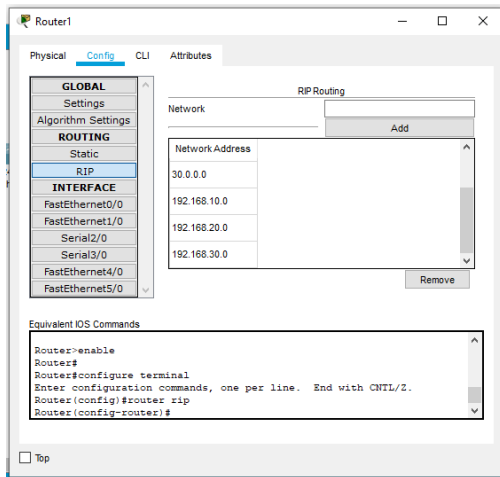 Router1
Physical Config CLI Attributes
GLOBAL
Settings
Algorithm Settings
ROUTING
Static
RIP
INTERFACE
FastEthernet0/0
FastEthernet1/0
Serial2/0
Serial3/0
FastEthernet4/0
FastEthernet5/0
RIP Routing
Network
Add
Network Address
30.0.0.0
192.168.10.0
192.168.20.0
192.168.30.0
Remove
Equivalent IOS Commands
Router>enable
Router#
Router#configure terminal
Enter configuration commands, one per line. End with CNTL/Z.
Router(config)#router rip
Router(config-router)#
Top